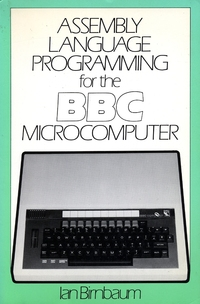 ASSEMBLY
LANGUAGE
PROGRAMMING
for the
BBC
MICROCOMPUTER
Ian Birnbaum